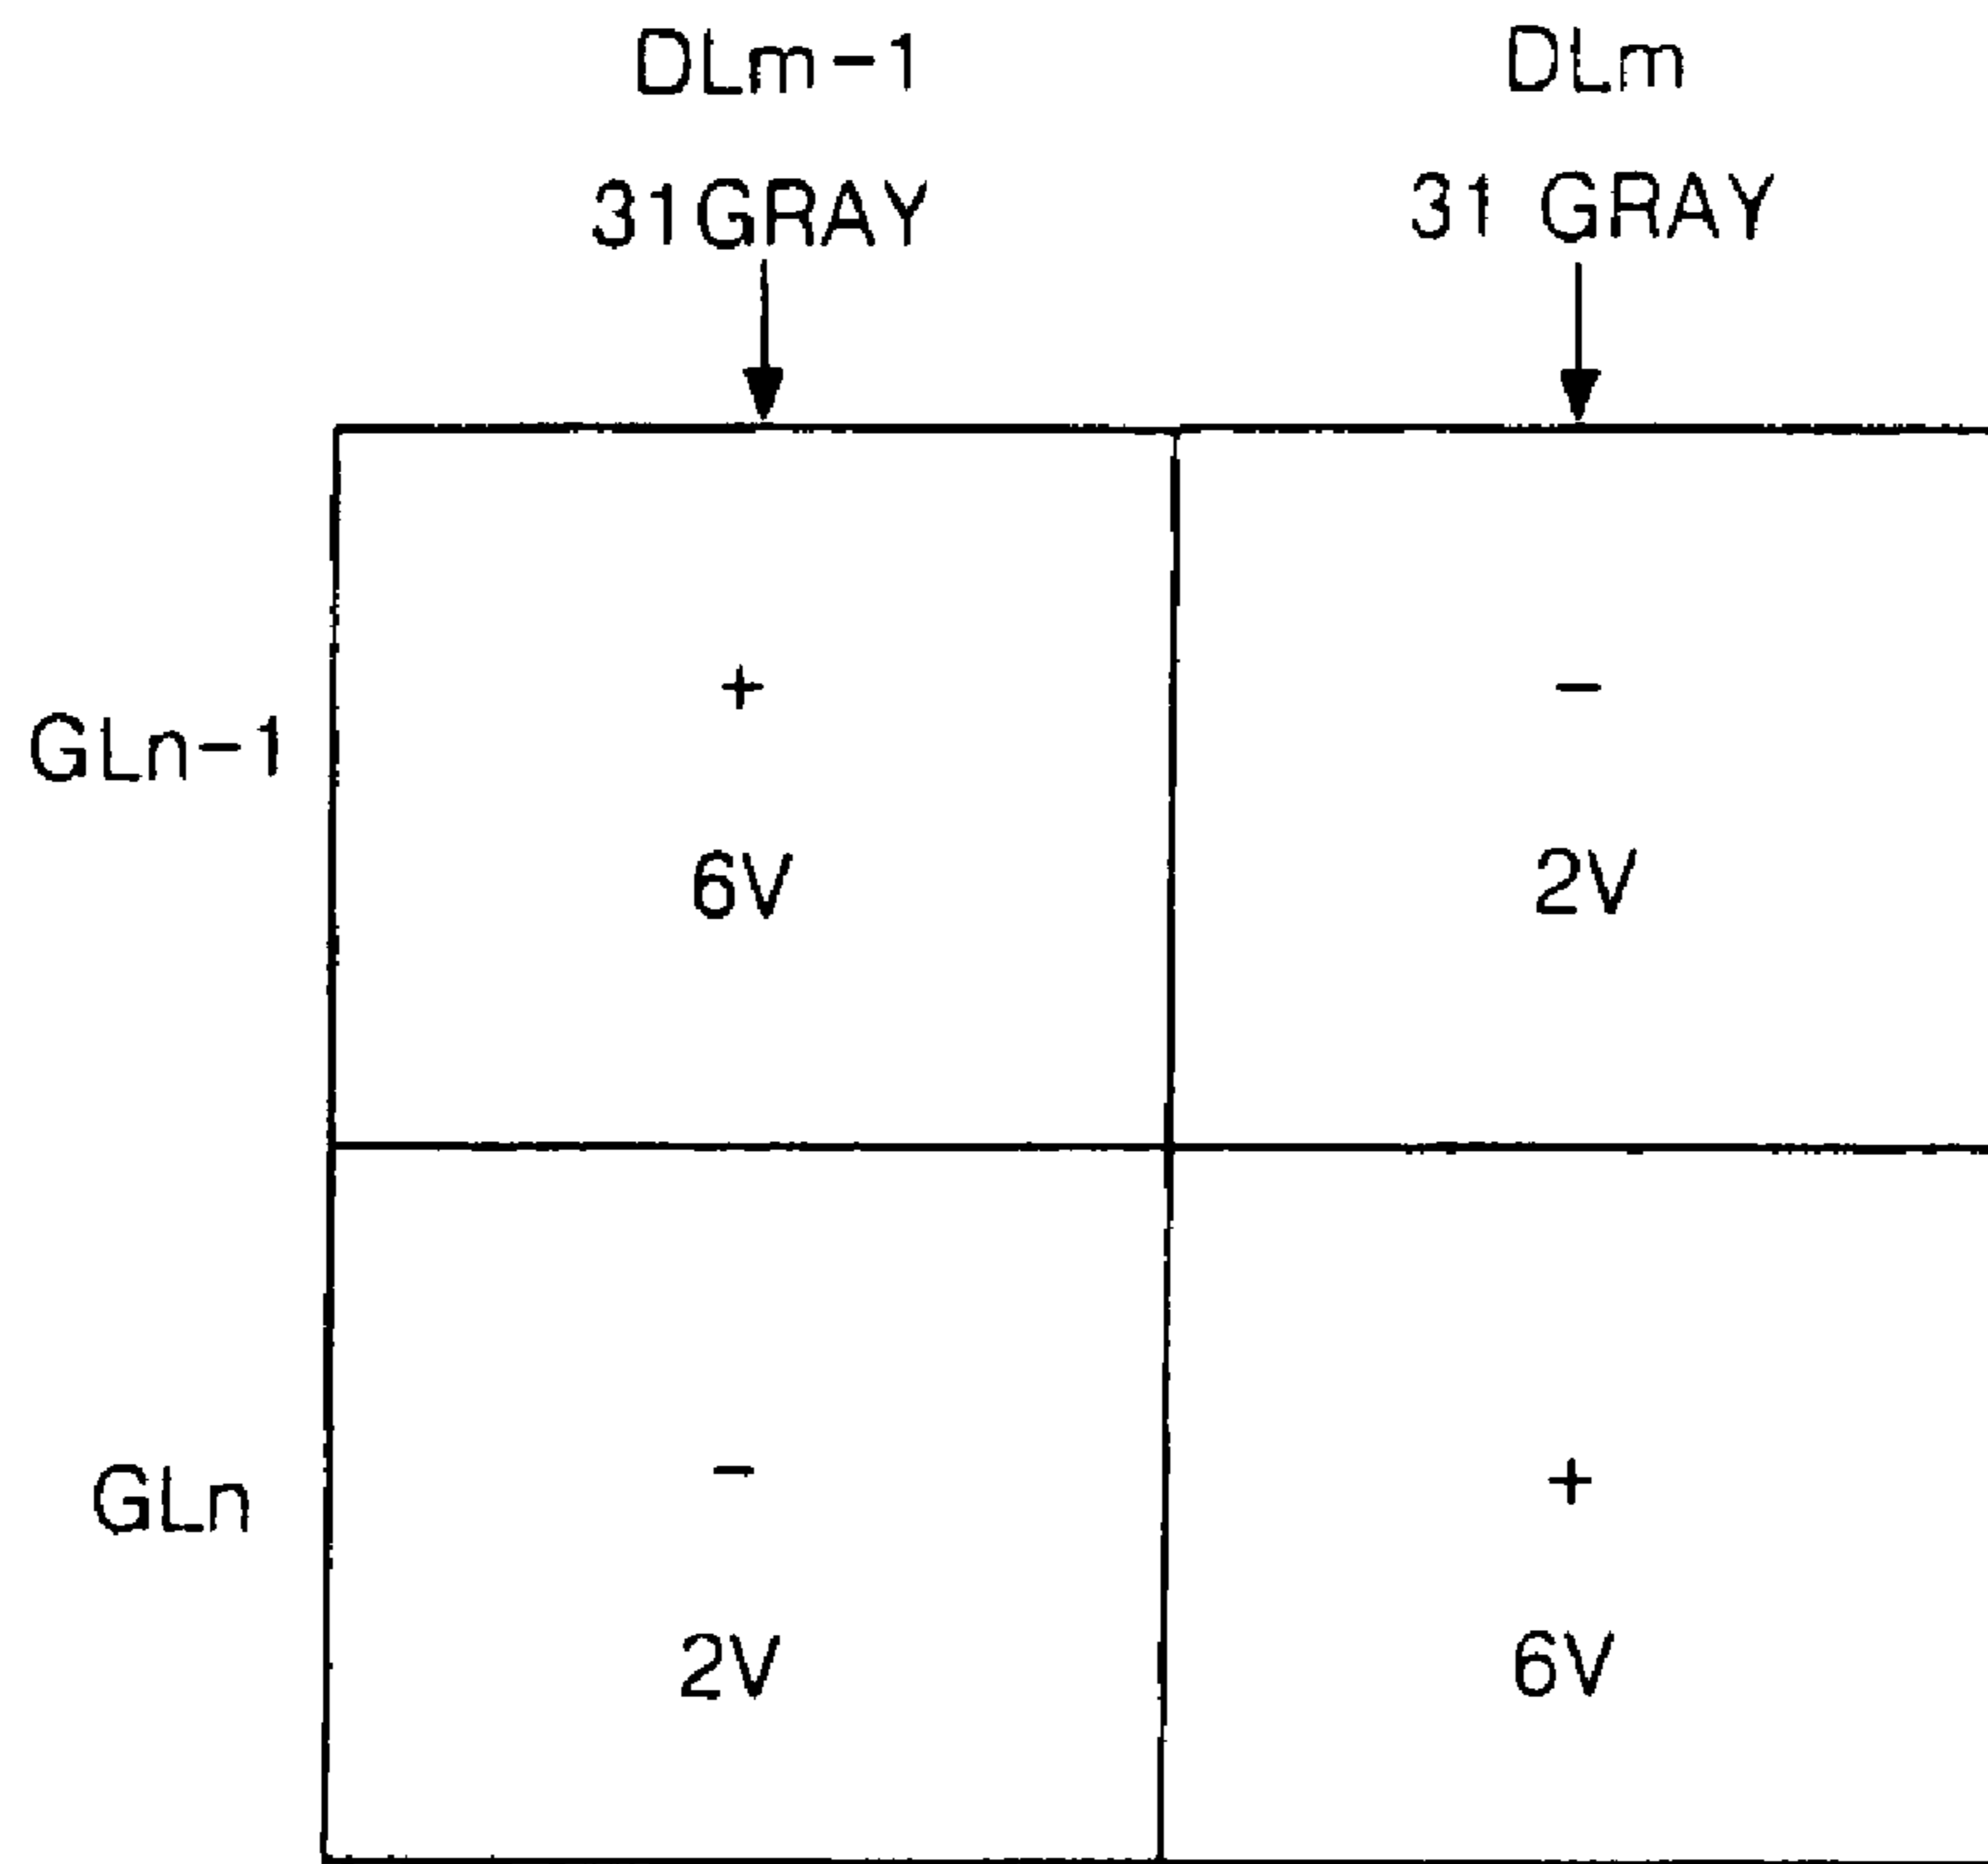 DLm-1 DLm
31GRAY 31 GRAY
+ -
GLn-1
6V 2V
- +
GLn
2V 6V